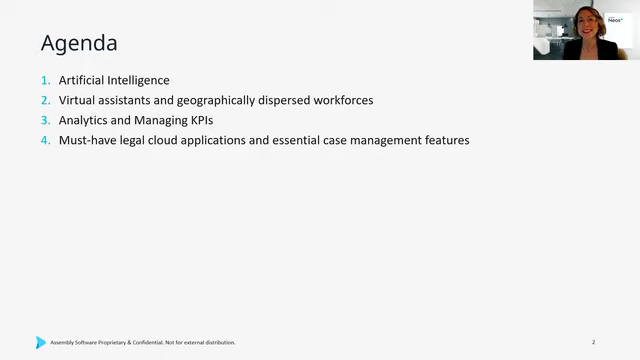 Neos
Agenda
1. Artificial Intelligence
2. Virtual assistants and geographically dispersed workforces
3. Analytics and Managing KPIs
4. Must-have legal cloud applications and essential case management features
Assembly Software Proprietary & Confidential. Not for external distribution.
2